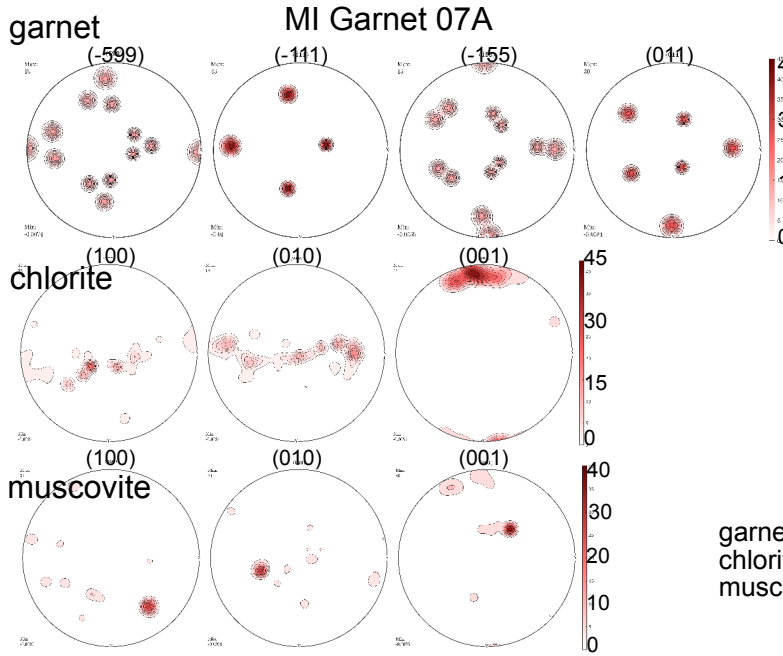 MI Garnet 07A
garnet
(-599) (-111) (-155) (011)
chlorite
(100) (010) (001)
45
30
15
0
muscovite
(100) (010) (001)
40
30
20
10
0
garne
chlorit
musc